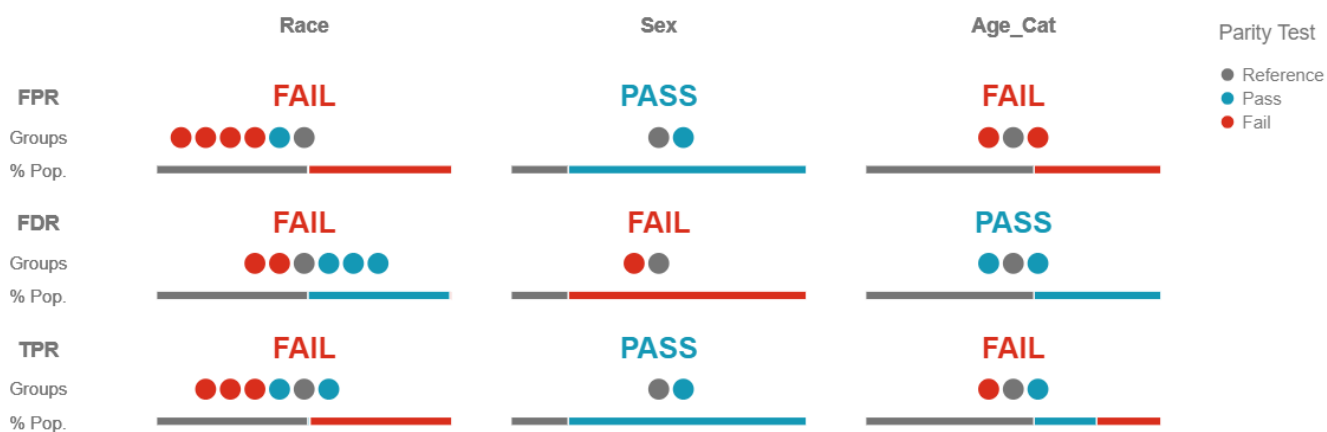 Race Sex Age_Cat
Parity Test
Reference
Pass
Fail
FPR FAIL PASS FAIL
Groups
% Pop.
FDR FAIL FAIL PASS
Groups
% Pop.
TPR FAIL PASS FAIL
Groups
% Pop.